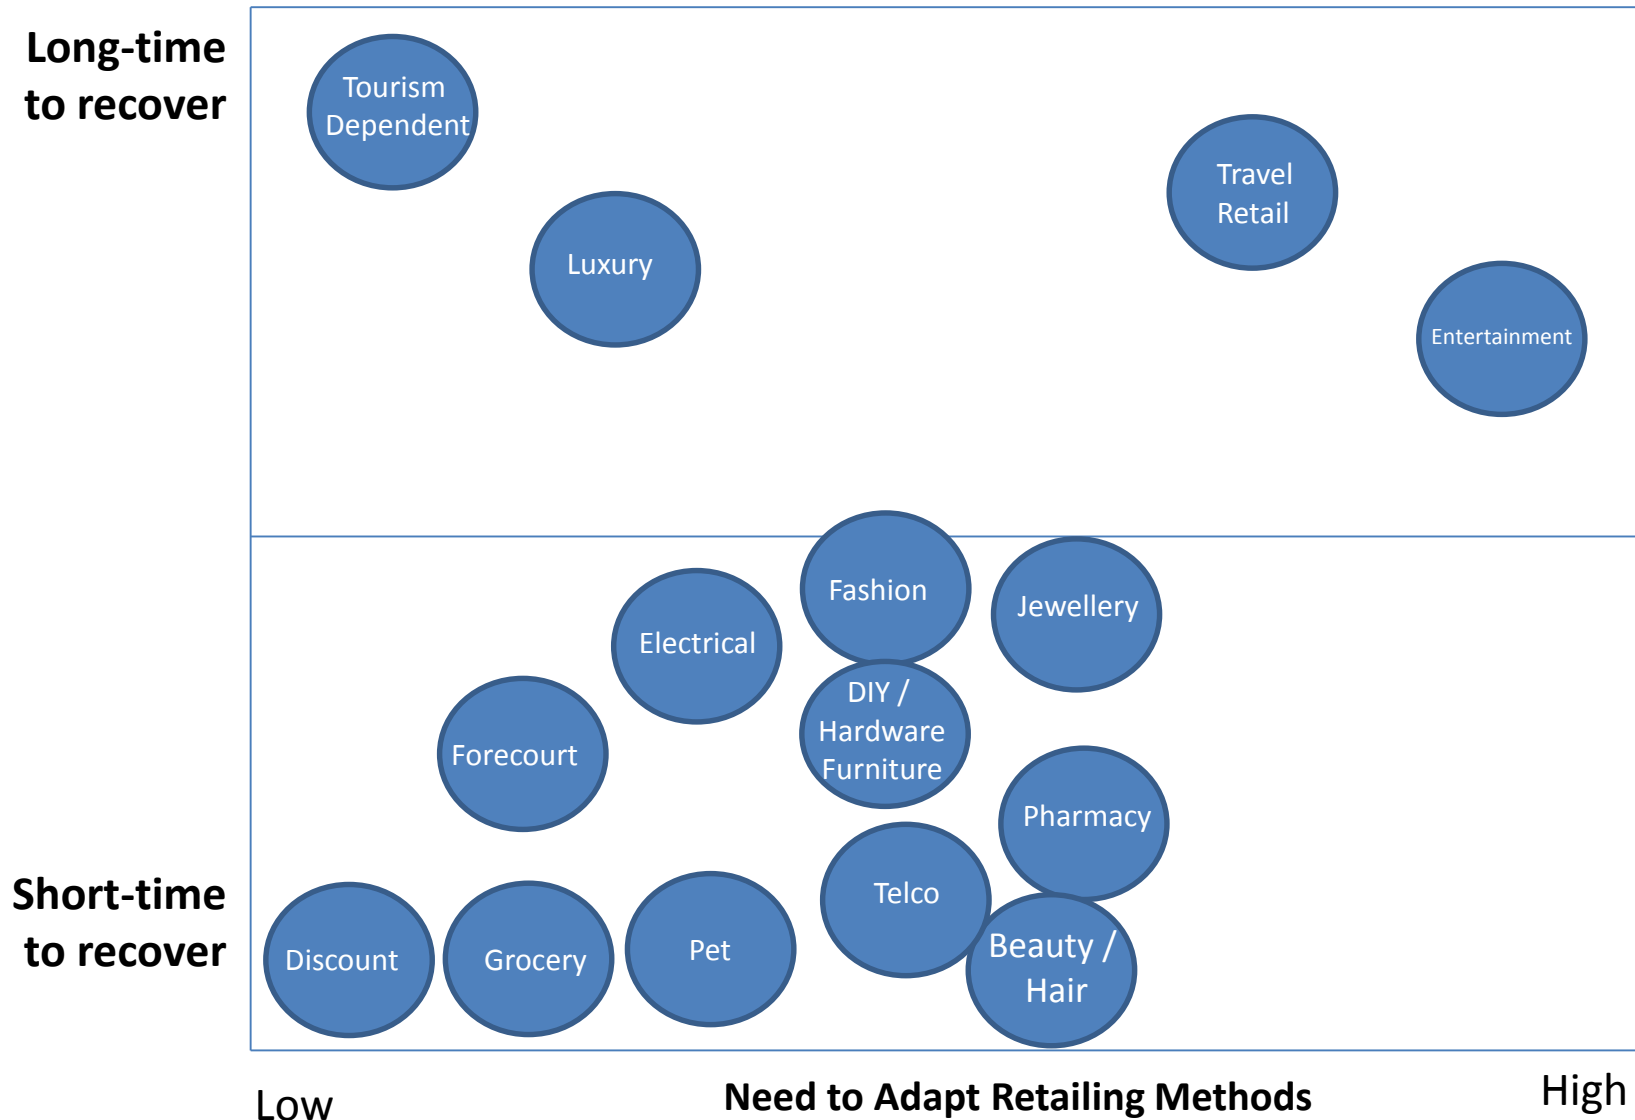 Long-time
to recover
Tourism
Dependent
Travel
Retail
Luxury
Entertainment
Fashion
Jewellery
Electrical
DIY /
Hardware
Furniture
Forecourt
Pharmacy
Short-time
to recover
Telco
Discount
Grocery
Pet
Beauty /
Hair
Low
Need to Adapt Retailing Methods
High